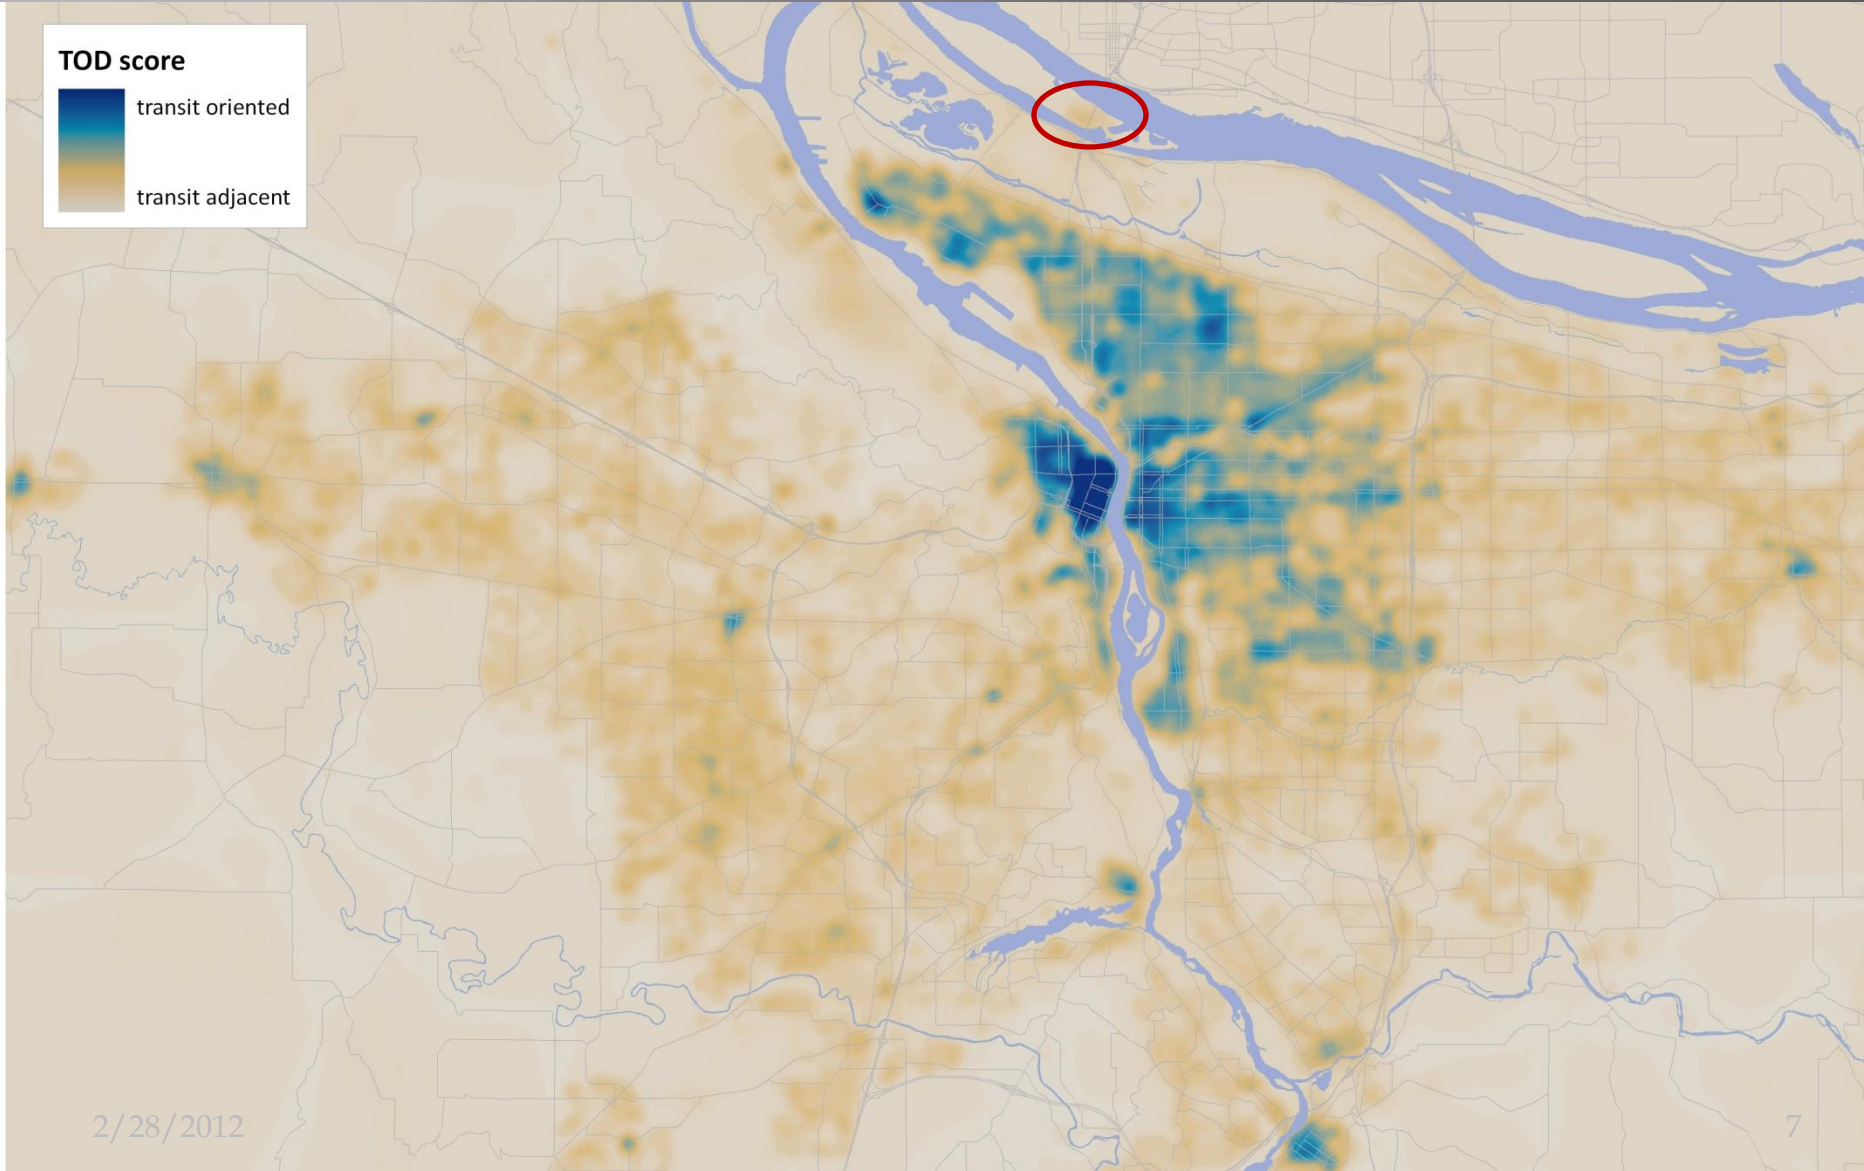 TOD score
transit oriented
transit adjacent
2/28/2012
7